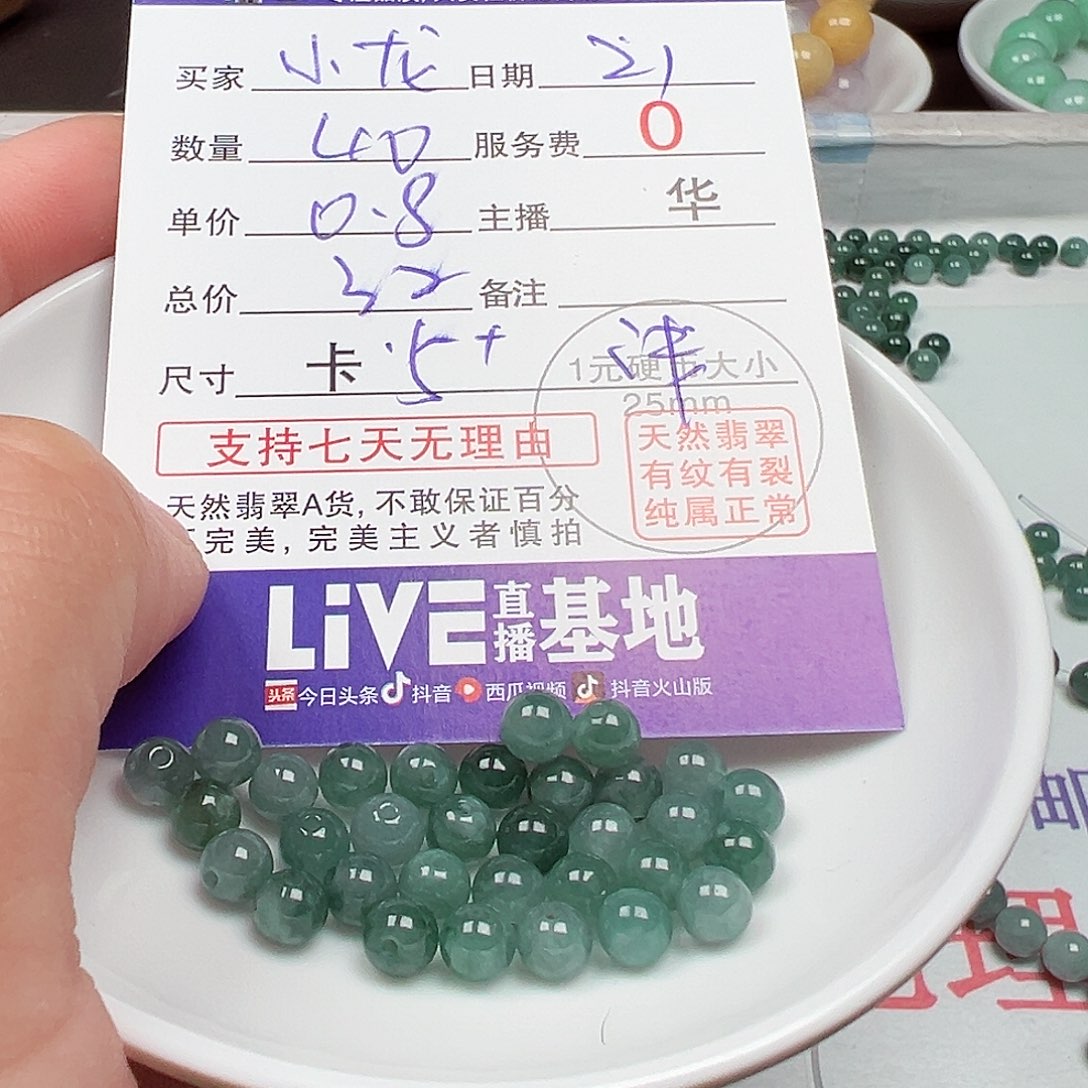 买家 小龙 日期 21
数量 40 服务费 0
单价 0.8 主播 华
总价 32 备注
尺寸 卡.5+
1元硬币大小
25mm
支持七天无理由
天然翡翠
有纹有裂
纯属正常
天然翡翠A货,不敢保证百分
完美,完美主义者慎拍
LiVE直播基地
头条 今日头条 抖音 西瓜视频 抖音火山版
理